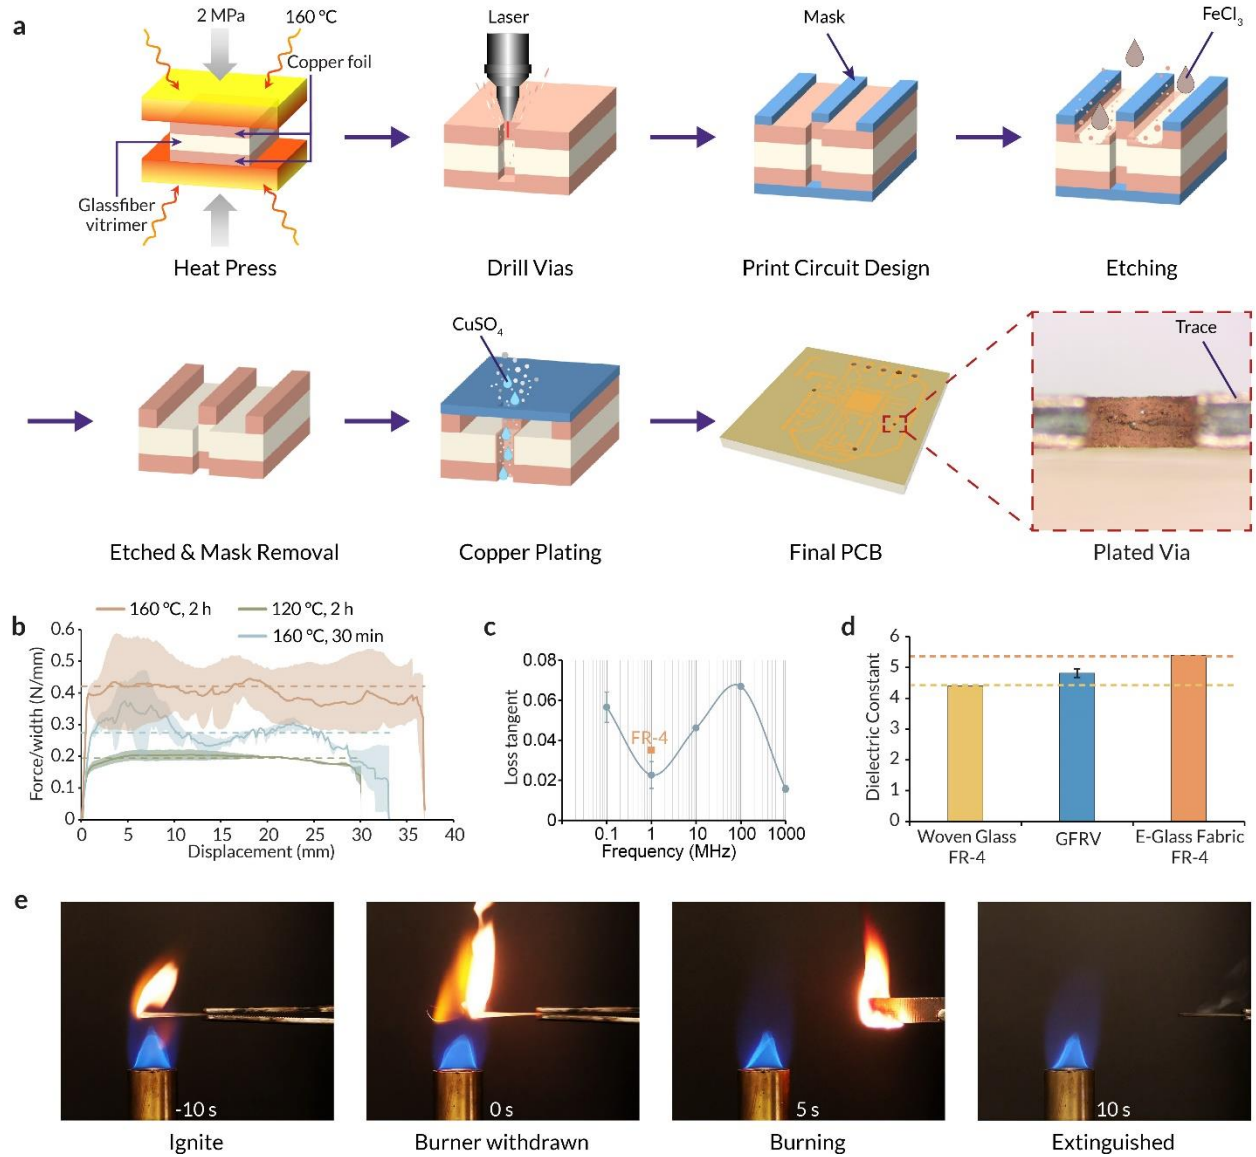 a
2 MPa
160 °C
Copper foil
Glassfiber
vitrimer
Heat Press
Laser
Drill Vias
Mask
Print Circuit Design
FeCl₃
Etching
Etched & Mask Removal
CuSO₄
Copper Plating
Final PCB
Trace
Plated Via
b
160 °C, 2 h
120 °C, 2 h
160 °C, 30 min
Force/width (N/mm)
0.6
0.5
0.4
0.3
0.2
0.1
0
0 5 10 15 20 25 30 35 40
Displacement (mm)
c
Loss tangent
0.08
0.06
0.04
0.02
FR-4
0.1 1 10 100 1000
Frequency (MHz)
d
Dielectric Constant
6
5
4
3
2
1
0
Woven Glass
FR-4
GFRV
E-Glass Fabric
FR-4
e
-10 s
Ignite
0 s
Burner withdrawn
5 s
Burning
10 s
Extinguished